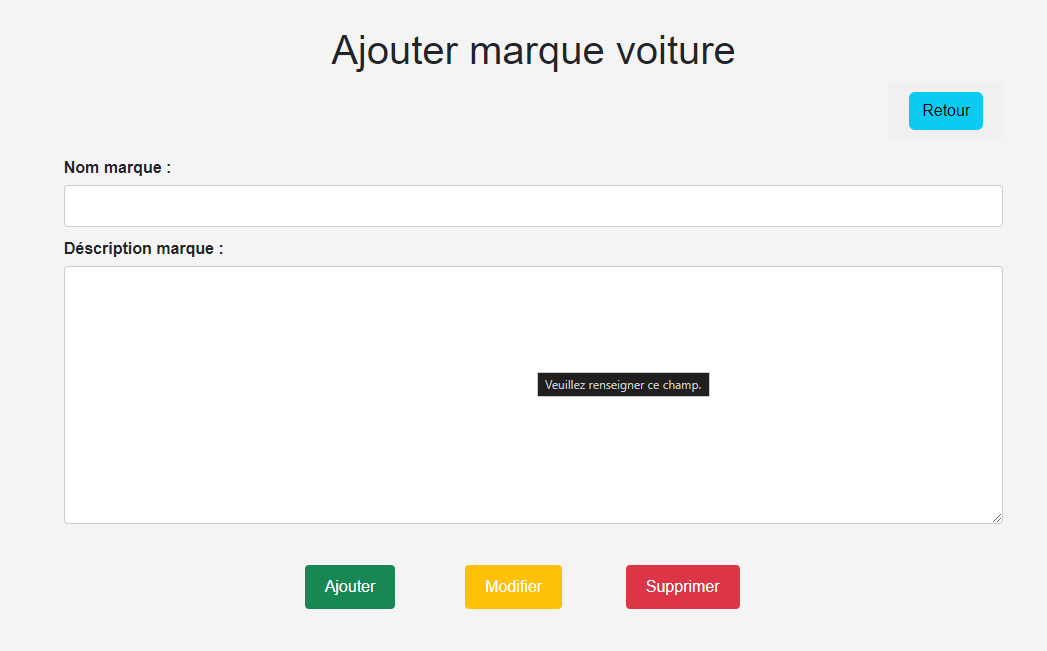 Ajouter marque voiture
Retour
Nom marque :
Déscription marque :
Veuillez renseigner ce champ.
Ajouter
Modifier
Supprimer